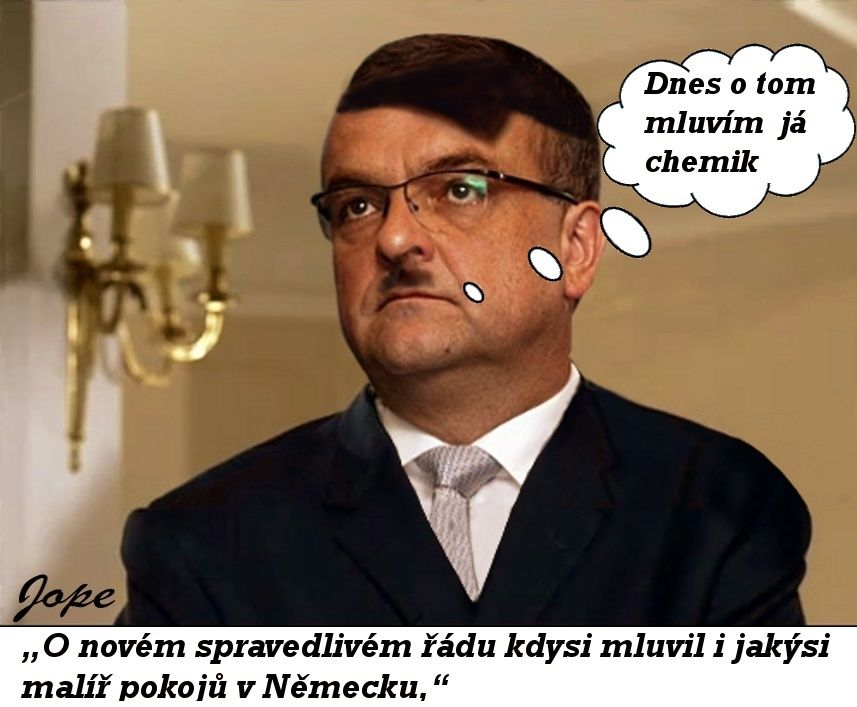 Dnes o tom
mluvím já
chemik
Jope
„O novém spravedlivém řádu kdysi mluvil i jakýsi
malíř pokojů v Německu,“